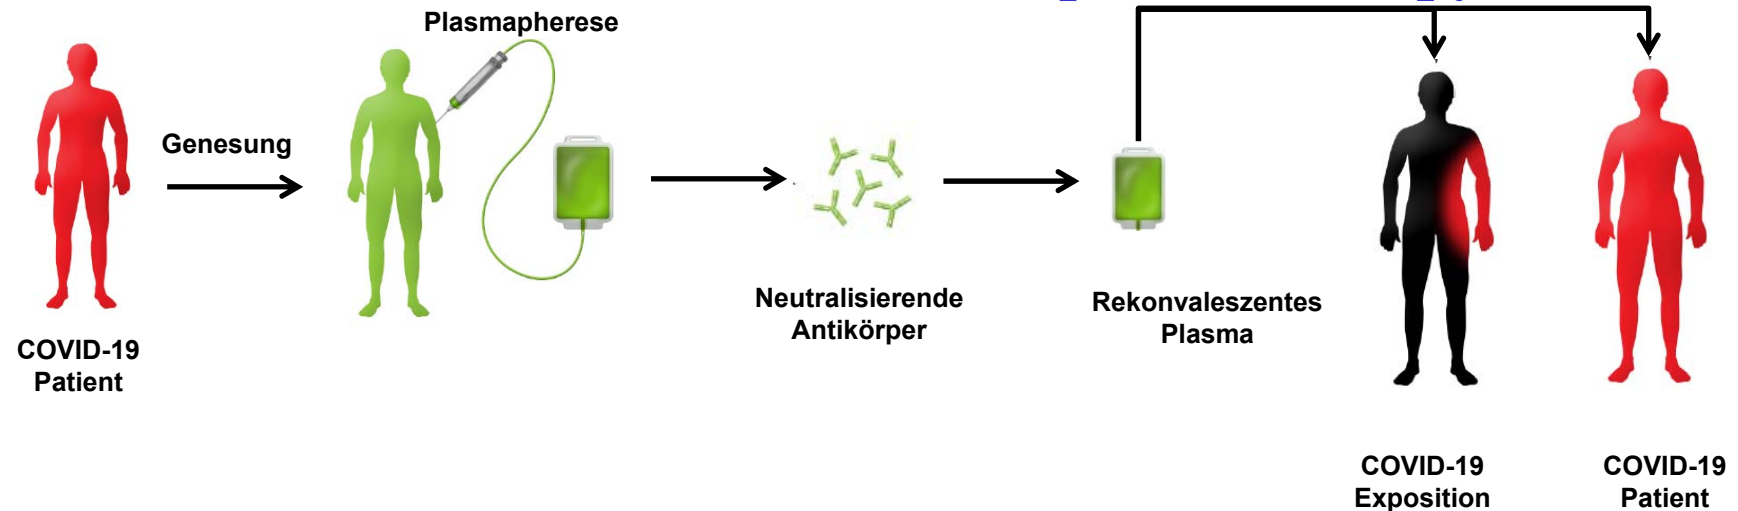 Plasmapherese
Genesung
COVID-19
Patient
Neutralisierende
Antikörper
Rekonvaleszentes
Plasma
COVID-19
Exposition
COVID-19
Patient